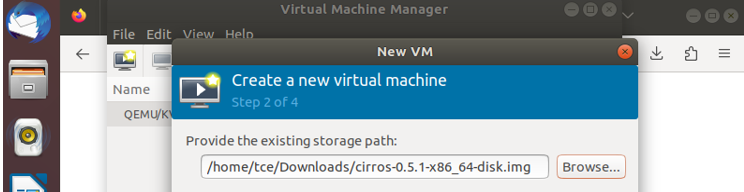 Virtual Machine Manager
File Edit View Help
New VM
Create a new virtual machine
Step 2 of 4
Name
QEMU/K
Provide the existing storage path:
/home/tce/Downloads/cirros-0.5.1-x86_64-disk.img Browse...